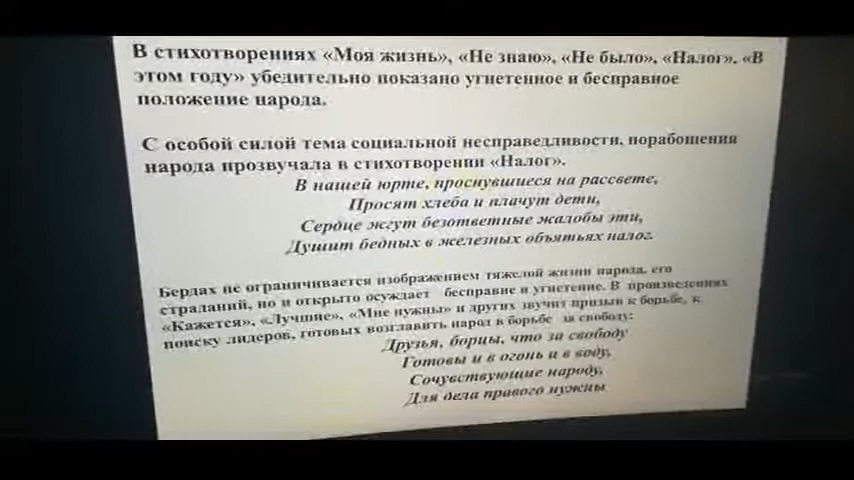 В стихотворениях «Моя жизнь», «Не знаю», «Не было», «Налог», «В
этом году» убедительно показано угнетенное и бесправное
положение народа.
С особой силой тема социальной несправедливости, порабощения
народа прозвучала в стихотворении «Налог».
В нашей юрте, проснувшиеся на рассвете,
Просят хлеба и плачут дети,
Сердце жгут безответные жалобы эти,
Душит бедных в железных объятьях налог.
Бердах не ограничивается изображением тяжелой жизни народа, его
страданий, но и открыто осуждает бесправие и угнетение. В произведениях
«Кажется», «Лучшие», «Мне нужны» и других звучит призыв к борьбе, к
поиску лидеров, готовых возглавить народ в борьбе за свободу:
Друзья, борцы, что за свободу
Готовы и в огонь и в воду,
Сочувствующие народу,
Для дела правого нужны